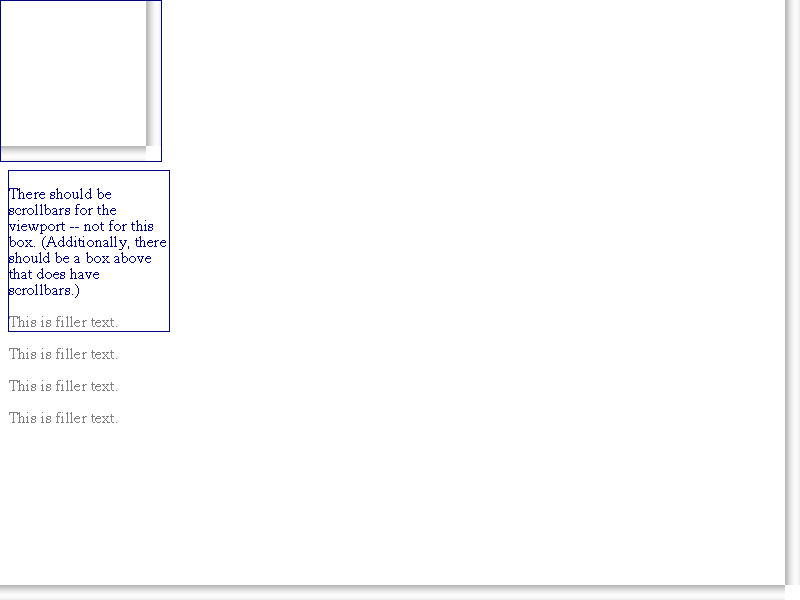 There should be
scrollbars for the
viewport -- not for this
box. (Additionally, there
should be a box above
that does have
scrollbars.)
This is filler text.
This is filler text.
This is filler text.
This is filler text.